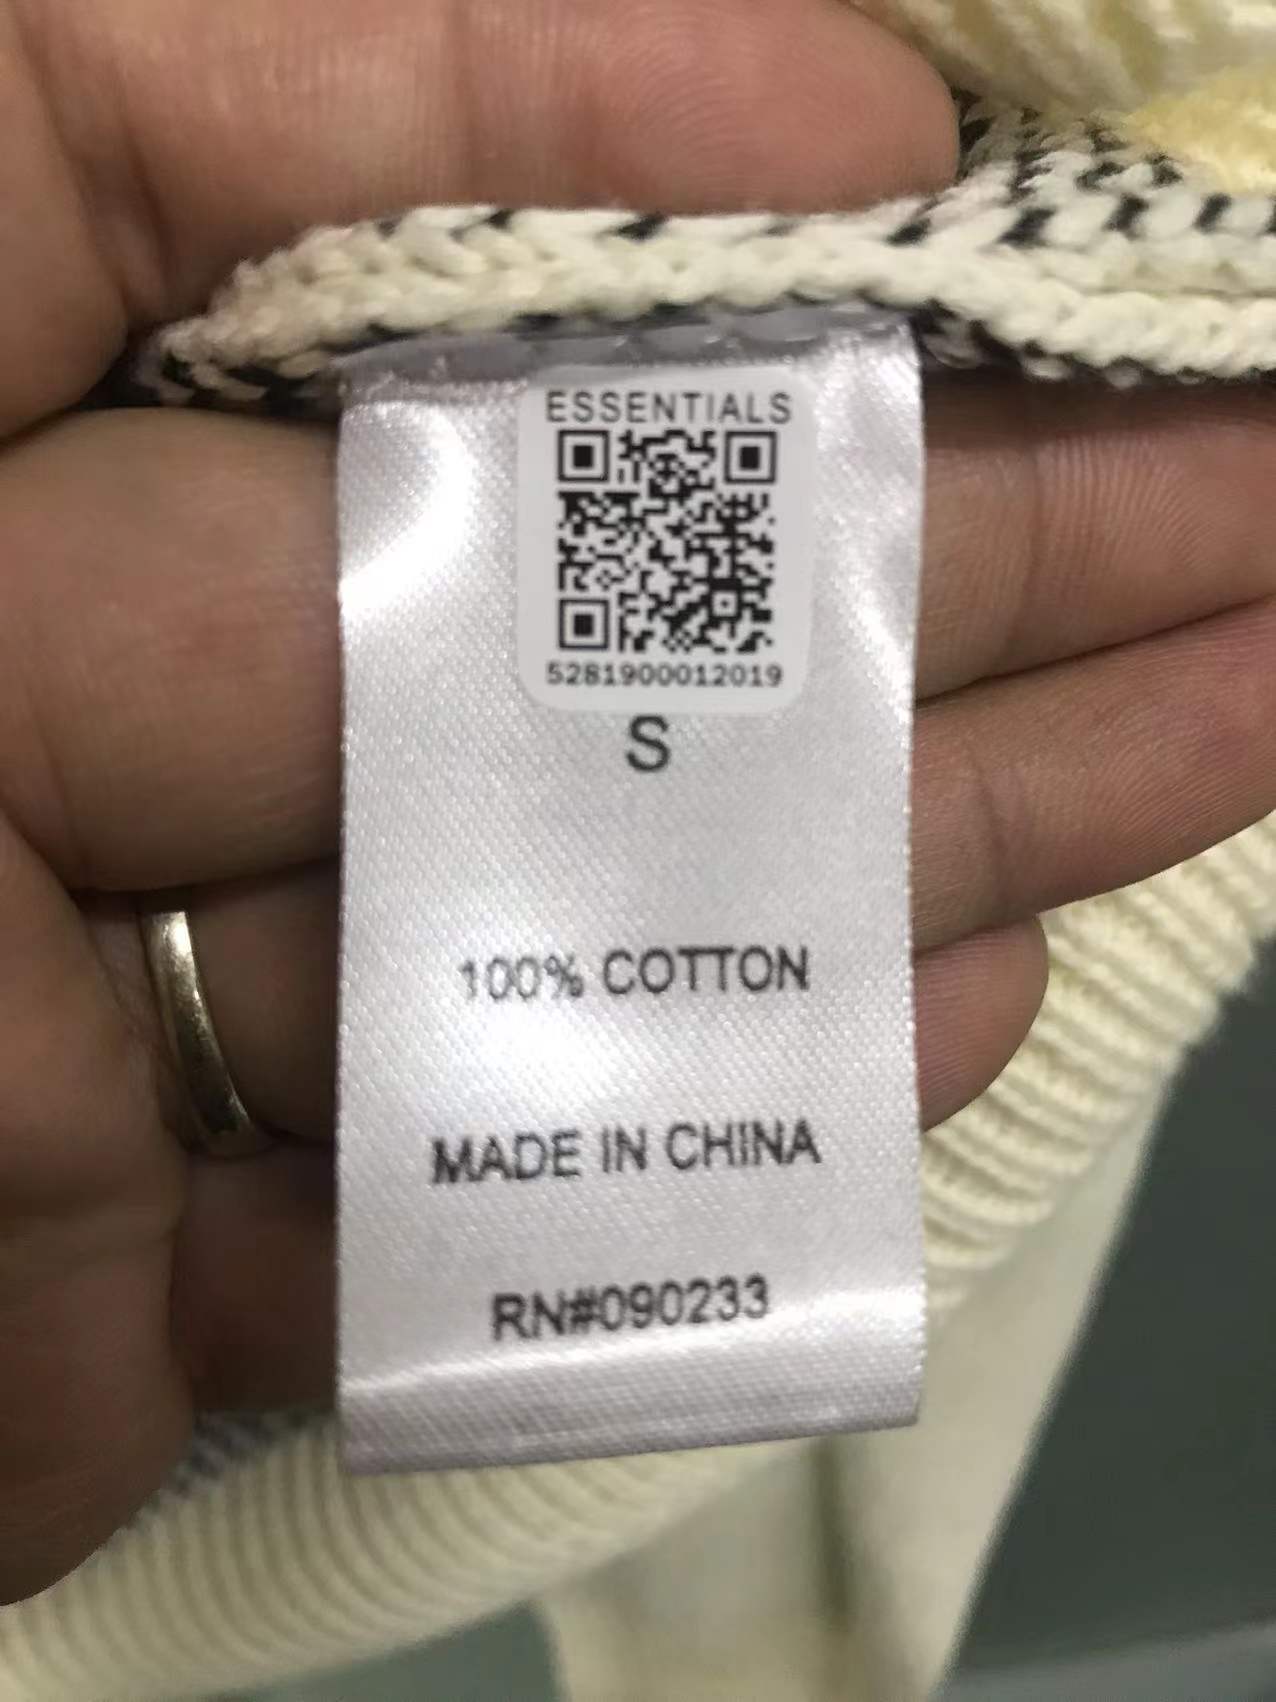 ESSENTIALS
5281900012019
S
100% COTTON
MADE IN CHINA
RN#090233